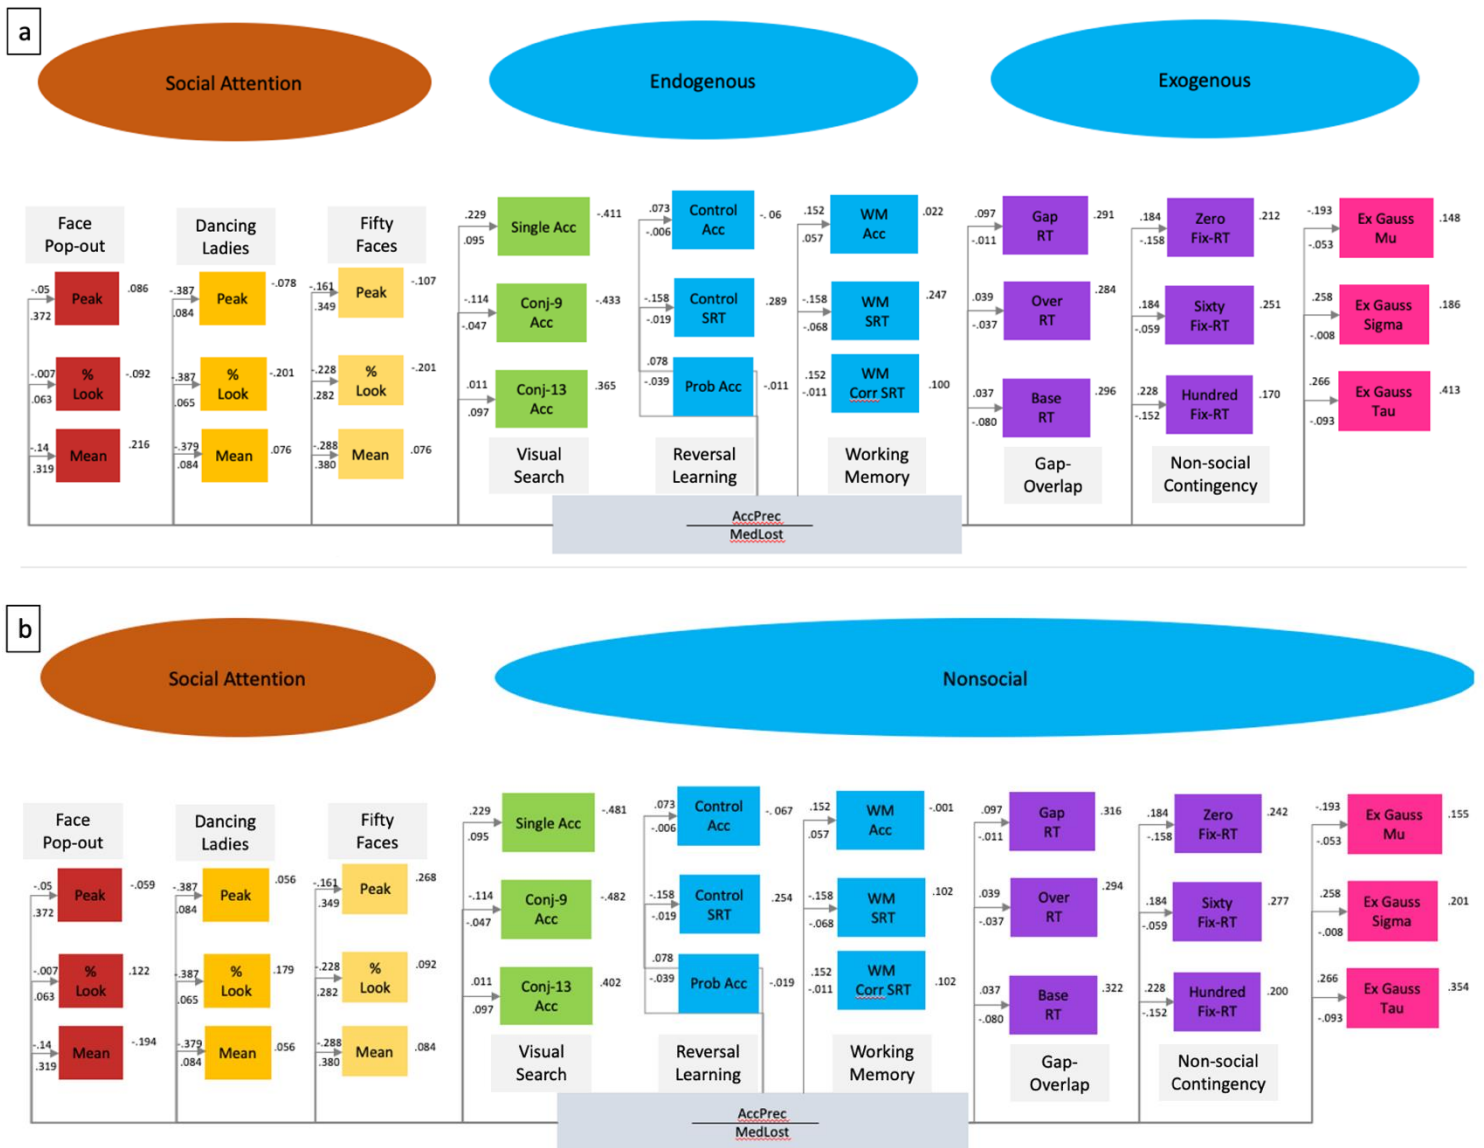 a
Social Attention
Endogenous
Exogenous
Face
Pop-out
-.05
.372
Peak
.086
-.007
.063
%
Look
-.092
-.14
.319
Mean
.216
Dancing
Ladies
-.387
.084
Peak
-.078
-.387
.065
%
Look
-.201
-.379
.084
Mean
.076
Fifty
Faces
-.161
.349
Peak
-.107
-.228
.282
%
Look
-.201
-.288
.380
Mean
.076
.229
.095
Single Acc
-.411
-.114
-.047
Conj-9
Acc
-.433
.011
.097
Conj-13
Acc
.365
Visual
Search
.073
-.006
Control
Acc
-. 06
-.158
-.019
Control
SRT
.289
.078
-.039
Prob Acc
-.011
Reversal
Learning
.152
.057
WM
Acc
.022
-.158
-.068
WM
SRT
.247
.152
-.011
WM
Corr SRT
.100
Working
Memory
.097
-.011
Gap
RT
.291
.039
-.037
Over
RT
.284
.037
-.080
Base
RT
.296
Gap-
Overlap
.184
-.158
Zero
Fix-RT
.212
.184
-.059
Sixty
Fix-RT
.251
.228
-.152
Hundred
Fix-RT
.170
Non-social
Contingency
-.193
-.053
Ex Gauss
Mu
.148
.258
-.008
Ex Gauss
Sigma
.186
.266
-.093
Ex Gauss
Tau
.413
AccPrec
MedLost
b
Social Attention
Nonsocial
Face
Pop-out
-.05
.372
Peak
-.059
-.007
.063
%
Look
.122
-.14
.319
Mean
-.194
Dancing
Ladies
-.387
.084
Peak
.056
-.387
.065
%
Look
.179
-.379
.084
Mean
.056
Fifty
Faces
-.161
.349
Peak
.268
-.228
.282
%
Look
.092
-.288
.380
Mean
.084
.229
.095
Single Acc
-.481
-.114
-.047
Conj-9
Acc
-.482
.011
.097
Conj-13
Acc
.402
Visual
Search
.073
-.006
Control
Acc
-. 067
-.158
-.019
Control
SRT
.254
.078
-.039
Prob Acc
-.019
Reversal
Learning
.152
.057
WM
Acc
-.001
-.158
-.068
WM
SRT
.102
.152
-.011
WM
Corr SRT
.102
Working
Memory
.097
-.011
Gap
RT
.316
.039
-.037
Over
RT
.294
.037
-.080
Base
RT
.322
Gap-
Overlap
.184
-.158
Zero
Fix-RT
.242
.184
-.059
Sixty
Fix-RT
.277
.228
-.152
Hundred
Fix-RT
.200
Non-social
Contingency
-.193
-.053
Ex Gauss
Mu
.155
.258
-.008
Ex Gauss
Sigma
.201
.266
-.093
Ex Gauss
Tau
.354
AccPrec
MedLost